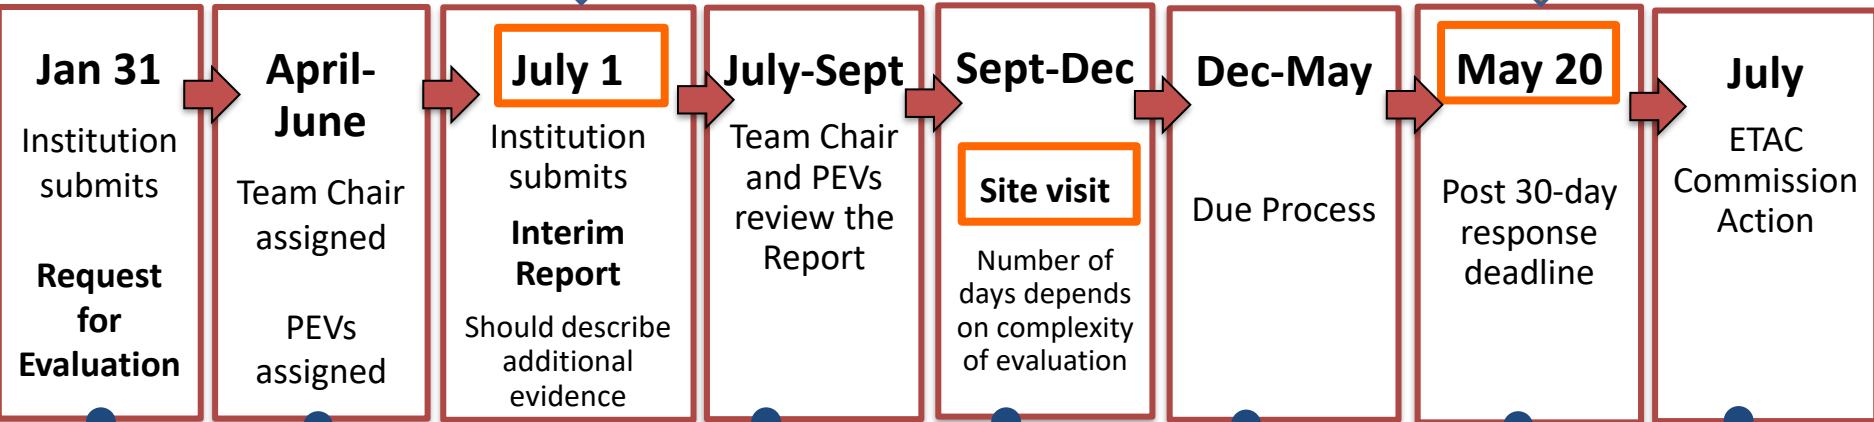 Jan 31
Institution
submits
Request
for
Evaluation
April-
June
Team Chair
assigned
PEVs
assigned
July 1
Institution
submits
Interim
Report
Should describe
additional
evidence
July-Sept
Team Chair
and PEVs
review the
Report
Sept-Dec
Site visit
Number of
days depends
on complexity
of evaluation
Dec-May
Due Process
May 20
Post 30-day
response
deadline
July
ETAC
Commission
Action